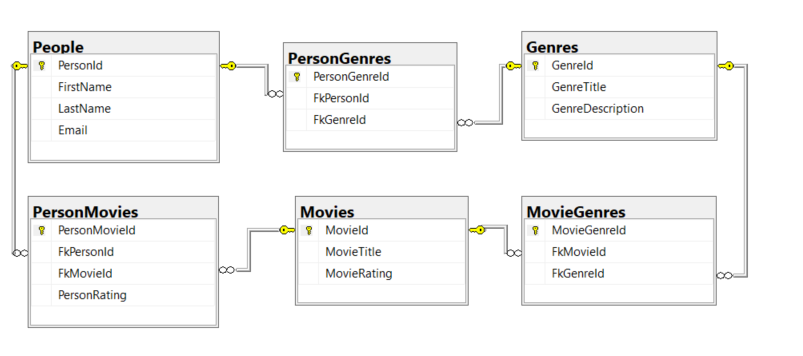 People
PersonId
FirstName
LastName
Email
PersonGenres
PersonGenreId
FkPersonId
FkGenreId
Genres
GenreId
GenreTitle
GenreDescription
PersonMovies
PersonMovieId
FkPersonId
FkMovieId
PersonRating
Movies
MovieId
MovieTitle
MovieRating
MovieGenres
MovieGenreId
FkMovieId
FkGenreId